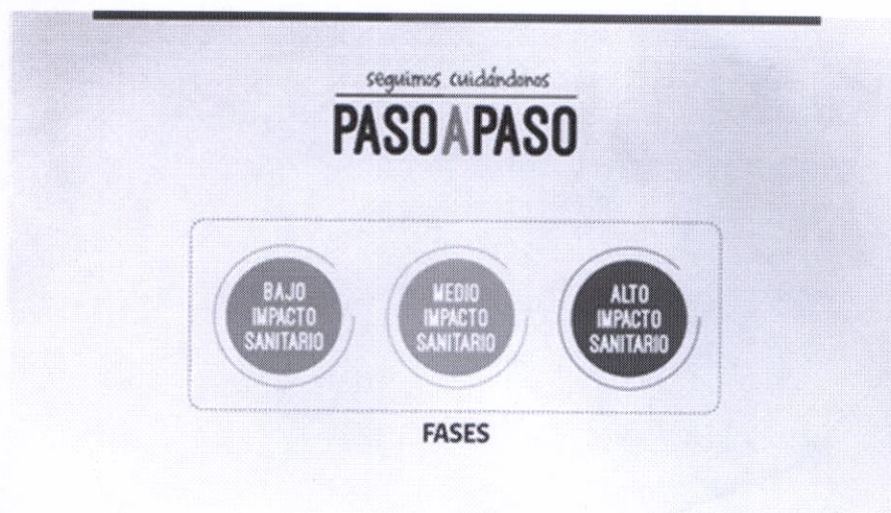 seguimos cuidándonos
PASOAPASO
BAJO
IMPACTO
SANITARIO
MEDIO
IMPACTO
SANITARIO
ALTO
IMPACTO
SANITARIO
FASES